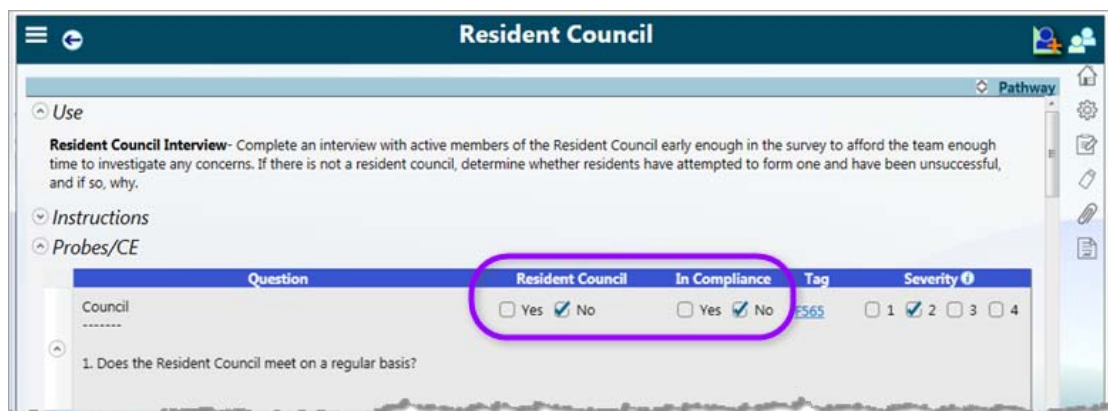 Resident Council
Pathway
Use
Resident Council Interview- Complete an interview with active members of the Resident Council early enough in the survey to afford the team enough
time to investigate any concerns. If there is not a resident council, determine whether residents have attempted to form one and have been unsuccessful,
and if so, why.
Instructions
Probes/CE
Question Resident Council In Compliance Tag Severity
Council Yes No Yes No F565 1 2 3 4
-------
1. Does the Resident Council meet on a regular basis?